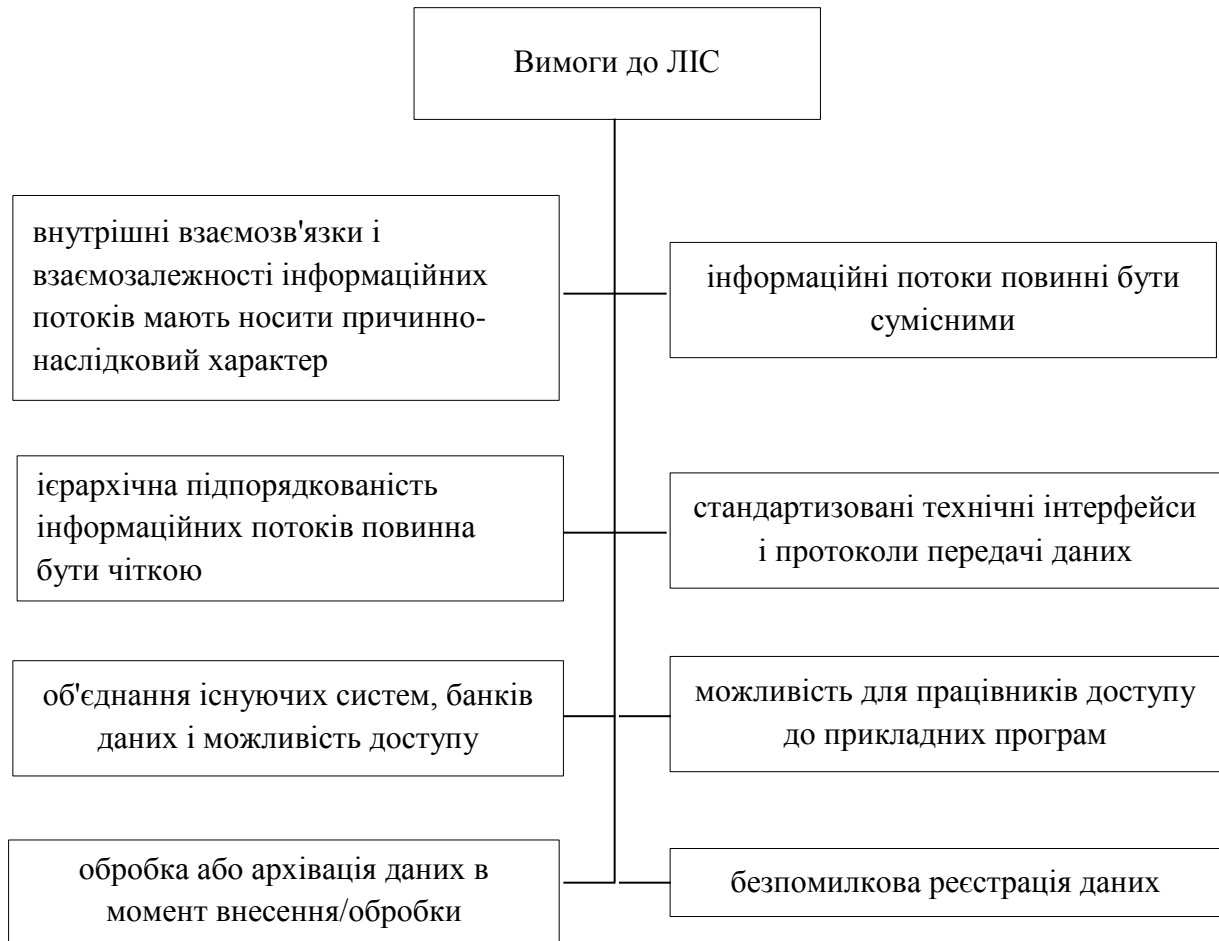 Вимоги до ЛІС
внутрішні взаємозв'язки і
взаємозалежності інформаційних
потоків мають носити причинно-
наслідковий характер
інформаційні потоки повинні бути
сумісними
ієрархічна підпорядкованість
інформаційних потоків повинна
бути чіткою
стандартизовані технічні інтерфейси
і протоколи передачі даних
об'єднання існуючих систем, банків
даних і можливість доступу
можливість для працівників доступу
до прикладних програм
обробка або архівація даних в
момент внесення/обробки
безпомилкова реєстрація даних